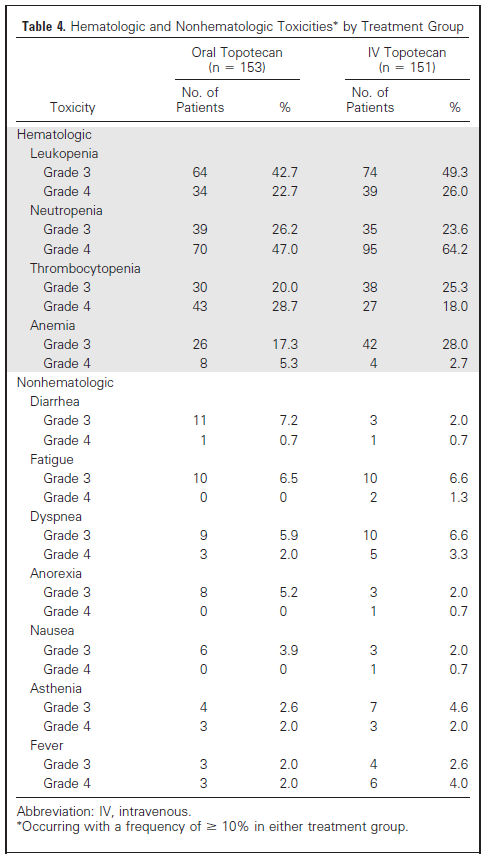 Table 4. Hematologic and Nonhematologic Toxicities* by Treatment Group
Oral Topotecan (n = 153) IV Topotecan (n = 151)
Toxicity No. of Patients % No. of Patients %
Hematologic
Leukopenia
Grade 3 64 42.7 74 49.3
Grade 4 34 22.7 39 26.0
Neutropenia
Grade 3 39 26.2 35 23.6
Grade 4 70 47.0 95 64.2
Thrombocytopenia
Grade 3 30 20.0 38 25.3
Grade 4 43 28.7 27 18.0
Anemia
Grade 3 26 17.3 42 28.0
Grade 4 8 5.3 4 2.7
Nonhematologic
Diarrhea
Grade 3 11 7.2 3 2.0
Grade 4 1 0.7 1 0.7
Fatigue
Grade 3 10 6.5 10 6.6
Grade 4 0 0 2 1.3
Dyspnea
Grade 3 9 5.9 10 6.6
Grade 4 3 2.0 5 3.3
Anorexia
Grade 3 8 5.2 3 2.0
Grade 4 0 0 1 0.7
Nausea
Grade 3 6 3.9 3 2.0
Grade 4 0 0 1 0.7
Asthenia
Grade 3 4 2.6 7 4.6
Grade 4 3 2.0 3 2.0
Fever
Grade 3 3 2.0 4 2.6
Grade 4 3 2.0 6 4.0
Abbreviation: IV, intravenous.
*Occurring with a frequency of ≥ 10% in either treatment group.